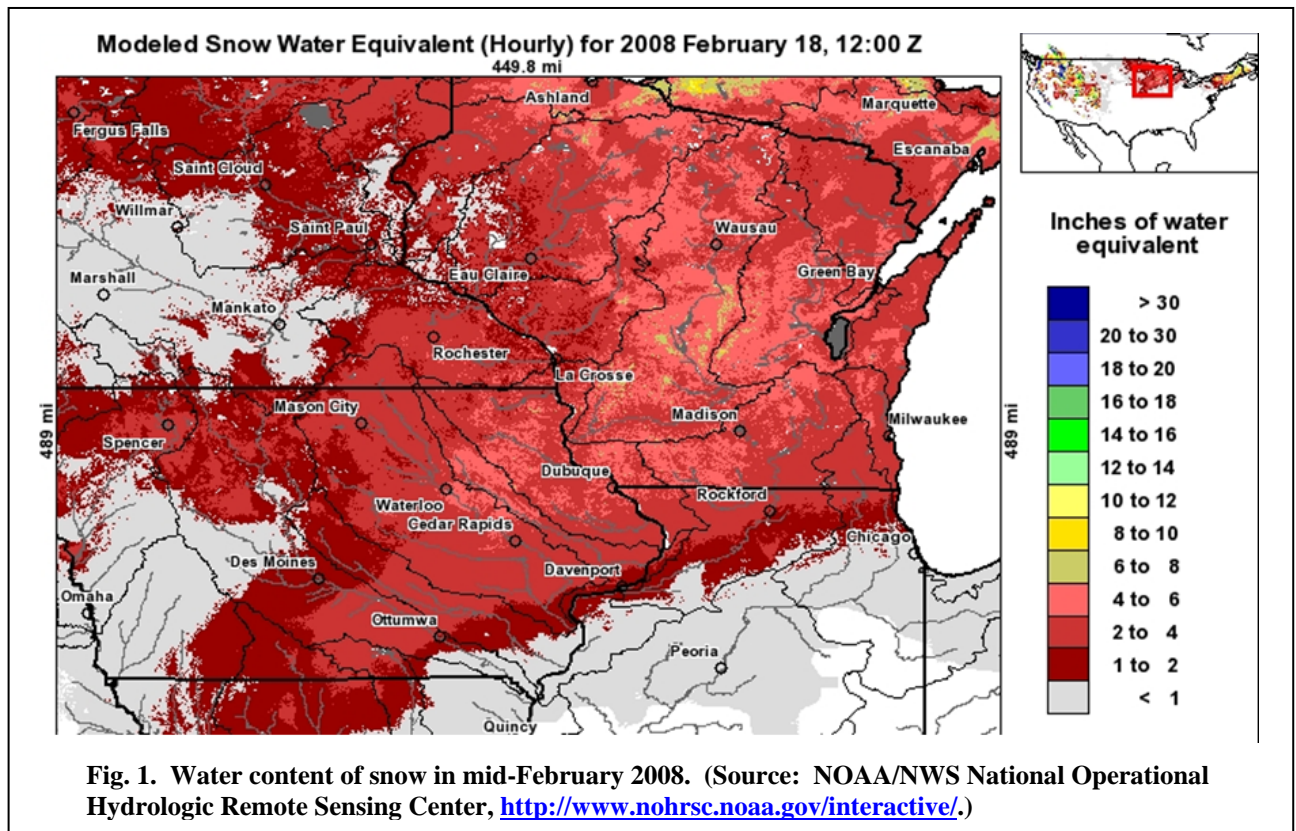 Modeled Snow Water Equivalent (Hourly) for 2008 February 18, 12:00 Z
449.8 mi
Ashland
Marquette
Fergus Falls
Escanaba
Saint Cloud
Willmar
Saint Paul
Wausau
Eau Claire
Green Bay
Marshall
Mankato
Rochester
La Crosse
489 mi
Mason City
Madison
Milwaukee
489 mi
Spencer
Dubuque
Rockford
Waterloo
Cedar Rapids
Chicago
Des Moines
Davenport
Omaha
Ottumwa
Peoria
Quincy
Inches of water
equivalent
> 30
20 to 30
18 to 20
16 to 18
14 to 16
12 to 14
10 to 12
8 to 10
6 to 8
4 to 6
2 to 4
1 to 2
< 1
Fig. 1. Water content of snow in mid-February 2008. (Source: NOAA/NWS National Operational
Hydrologic Remote Sensing Center, http://www.nohrsc.noaa.gov/interactive/.)